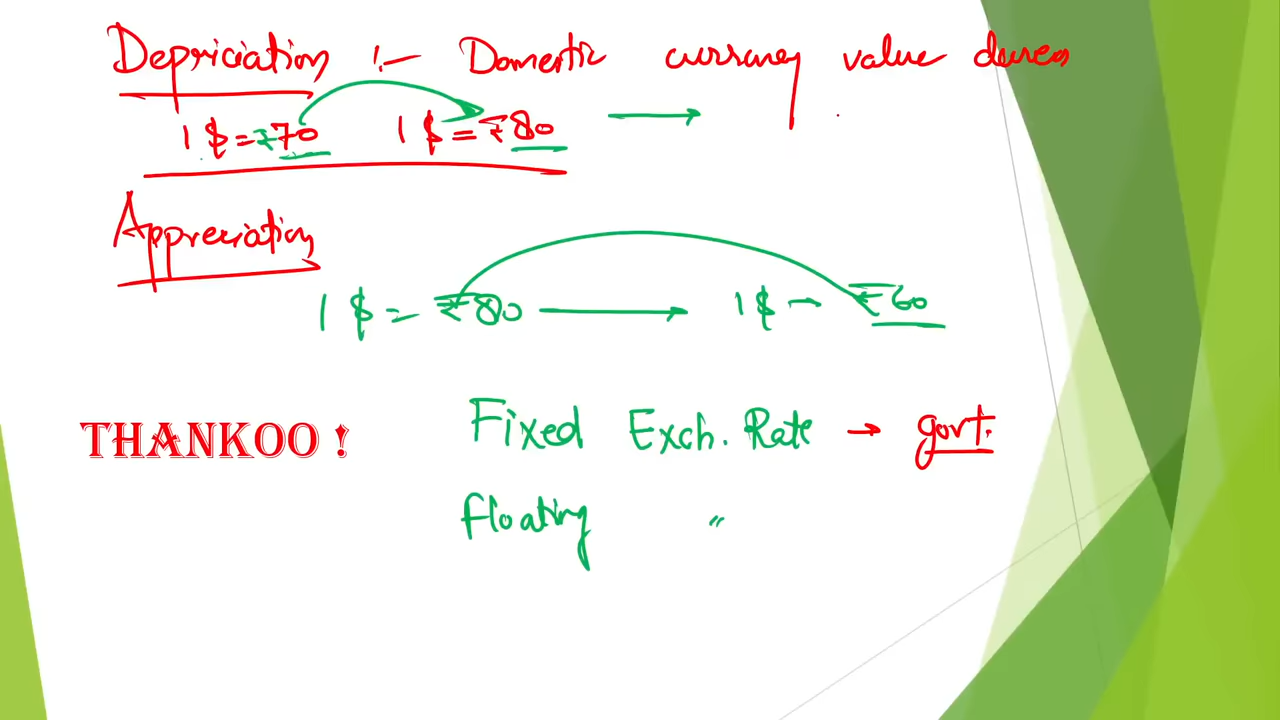 Depriciation :- Domestic currency value
1 $ = ₹70 1 $ = ₹80
Appreciation
1 $ = ₹80 1 $ - ₹60
THANKOO !
Fixed Exch. Rate → govt.
floating "